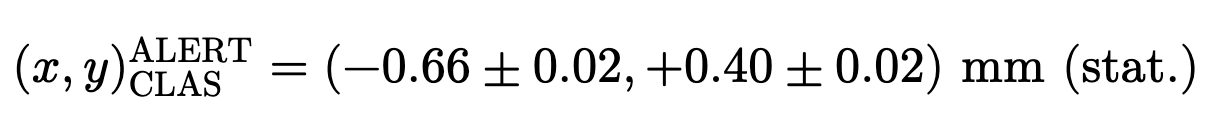 (x, y)^ALERT_CLAS = (−0.66 ± 0.02, +0.40 ± 0.02) mm (stat.)